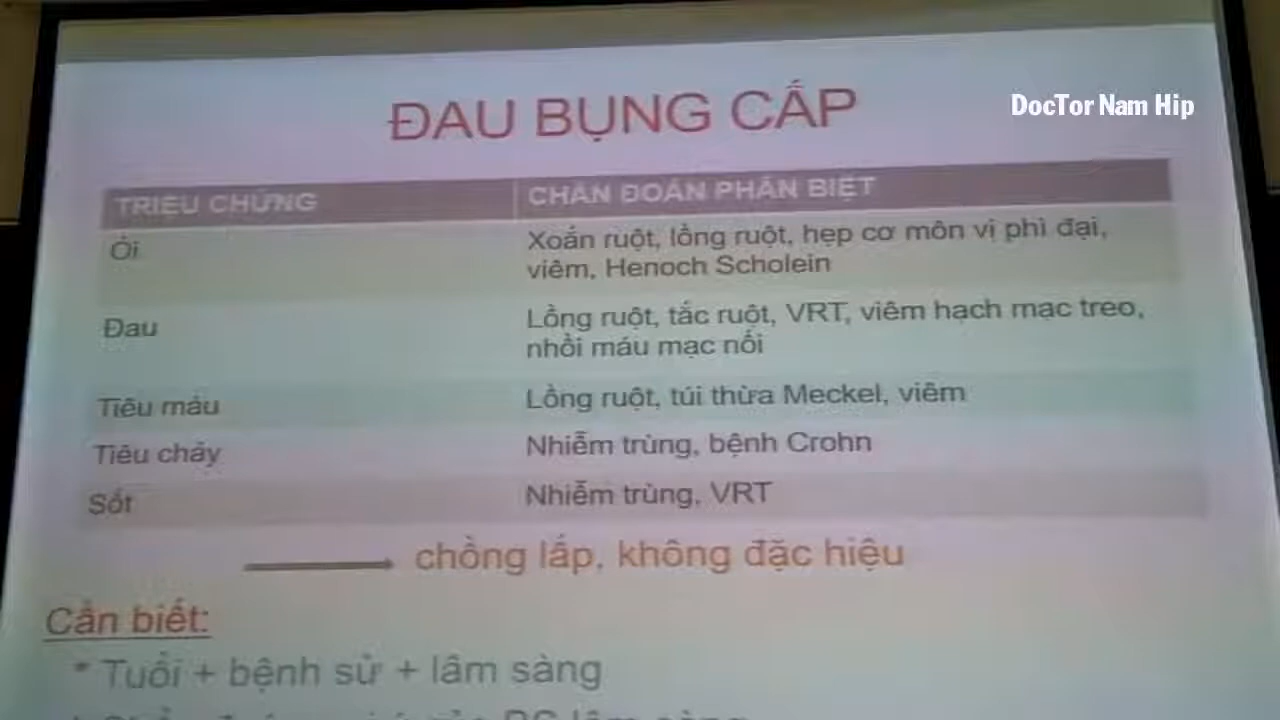 DocTor Nam Hip
ĐAU BỤNG CẤP
TRIỆU CHỨNG
CHẨN ĐOÁN PHÂN BIỆT
Ói
Xoắn ruột, lồng ruột, hẹp cơ môn vị phì đại,
viêm, Henoch Scholein
Đau
Lồng ruột, tắc ruột, VRT, viêm hạch mạc treo,
nhồi máu mạc nối
Tiêu máu
Lồng ruột, túi thừa Meckel, viêm
Tiêu chảy
Nhiễm trùng, bệnh Crohn
Sốt
Nhiễm trùng, VRT
chồng lắp, không đặc hiệu
Cần biết:
* Tuổi + bệnh sử + lâm sàng